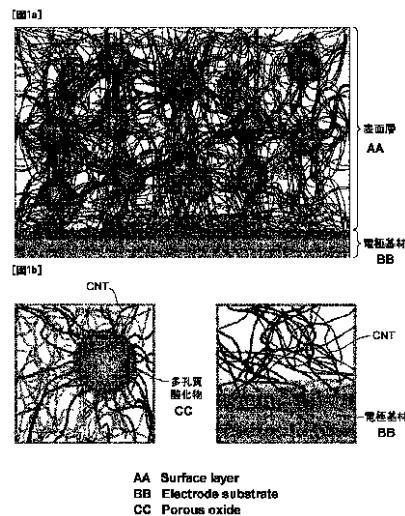 [図1a]
表面層
AA
電極基材
BB
[図1b]
CNT
多孔質
酸化物
CC
CNT
電極基材
BB
AA Surface layer
BB Electrode substrate
CC Porous oxide